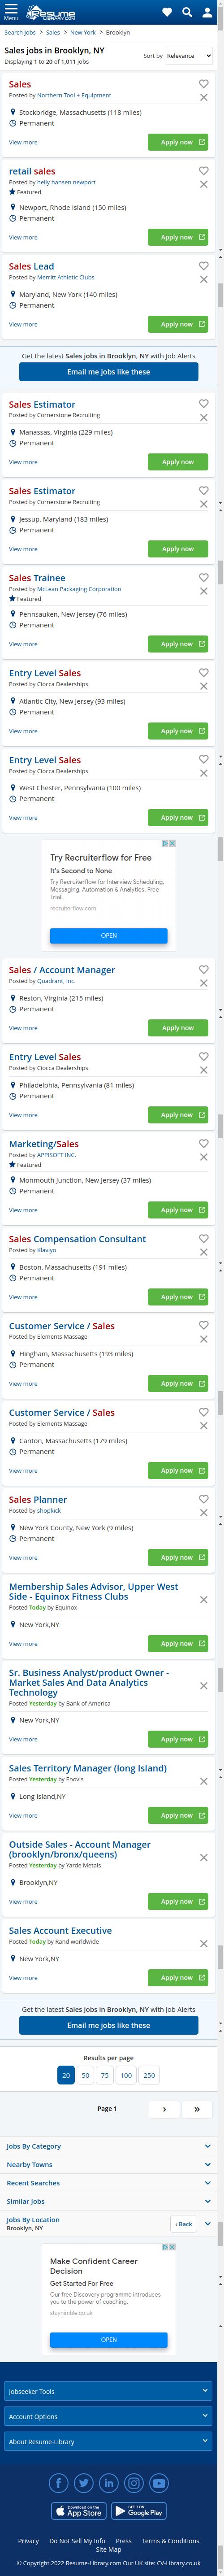 Menu
Resume
-LIBRARY.COM
Search Jobs > Sales > New York > Brooklyn
Sales jobs in Brooklyn, NY
Displaying 1 to 20 of 1,011 jobs
Sort by Relevance
Sales
Posted by Northern Tool + Equipment
Stockbridge, Massachusetts (118 miles)
Permanent
View more
Apply now
retail sales
Posted by helly hansen newport
Featured
Newport, Rhode Island (150 miles)
Permanent
View more
Apply now
Sales Lead
Posted by Merritt Athletic Clubs
Maryland, New York (140 miles)
Permanent
View more
Apply now
Get the latest Sales jobs in Brooklyn, NY with Job Alerts
Email me jobs like these
Sales Estimator
Posted by Cornerstone Recruiting
Manassas, Virginia (229 miles)
Permanent
View more
Apply now
Sales Estimator
Posted by Cornerstone Recruiting
Jessup, Maryland (183 miles)
Permanent
View more
Apply now
Sales Trainee
Posted by McLean Packaging Corporation
Featured
Pennsauken, New Jersey (76 miles)
Permanent
View more
Apply now
Entry Level Sales
Posted by Ciocca Dealerships
Atlantic City, New Jersey (93 miles)
Permanent
View more
Apply now
Entry Level Sales
Posted by Ciocca Dealerships
West Chester, Pennsylvania (100 miles)
Permanent
View more
Apply now
Try Recruiterflow for Free
It's Second to None
Try Recruiterflow for Interview Scheduling,
Messaging, Automation & Analytics. Free
Trial!
recruiterflow.com
OPEN
Sales / Account Manager
Posted by Quadrant, Inc.
Reston, Virginia (215 miles)
Permanent
View more
Apply now
Entry Level Sales
Posted by Ciocca Dealerships
Philadelphia, Pennsylvania (81 miles)
Permanent
View more
Apply now
Marketing/Sales
Posted by APPISOFT INC.
Featured
Monmouth Junction, New Jersey (37 miles)
Permanent
View more
Apply now
Sales Compensation Consultant
Posted by Klaviyo
Boston, Massachusetts (191 miles)
Permanent
View more
Apply now
Customer Service / Sales
Posted by Elements Massage
Hingham, Massachusetts (193 miles)
Permanent
View more
Apply now
Customer Service / Sales
Posted by Elements Massage
Canton, Massachusetts (179 miles)
Permanent
View more
Apply now
Sales Planner
Posted by shopkick
New York County, New York (9 miles)
Permanent
View more
Apply now
Membership Sales Advisor, Upper West
Side - Equinox Fitness Clubs
Posted Today by Equinox
New York,NY
View more
Apply now
Sr. Business Analyst/product Owner -
Market Sales And Data Analytics
Technology
Posted Yesterday by Bank of America
New York,NY
View more
Apply now
Sales Territory Manager (long Island)
Posted Yesterday by Enovis
Long Island,NY
View more
Apply now
Outside Sales - Account Manager
(brooklyn/bronx/queens)
Posted Yesterday by Yarde Metals
Brooklyn,NY
View more
Apply now
Sales Account Executive
Posted Today by Rand worldwide
New York,NY
View more
Apply now
Get the latest Sales jobs in Brooklyn, NY with Job Alerts
Email me jobs like these
Results per page
20 50 75 100 250
Page 1 › »
Jobs By Category
Nearby Towns
Recent Searches
Similar Jobs
Jobs By Location
Brooklyn, NY
‹ Back
Make Confident Career
Decision
Get Started For Free
Our free Discovery programme introduces
you to the power of coaching.
stepnimble.co.uk
OPEN
Jobseeker Tools
Account Options
About Resume-Library
Download on the
App Store
GET IT ON
Google Play
Privacy Do Not Sell My Info Press Terms & Conditions
Site Map
© Copyright 2022 Resume-Library.com Our UK site: CV-Library.co.uk